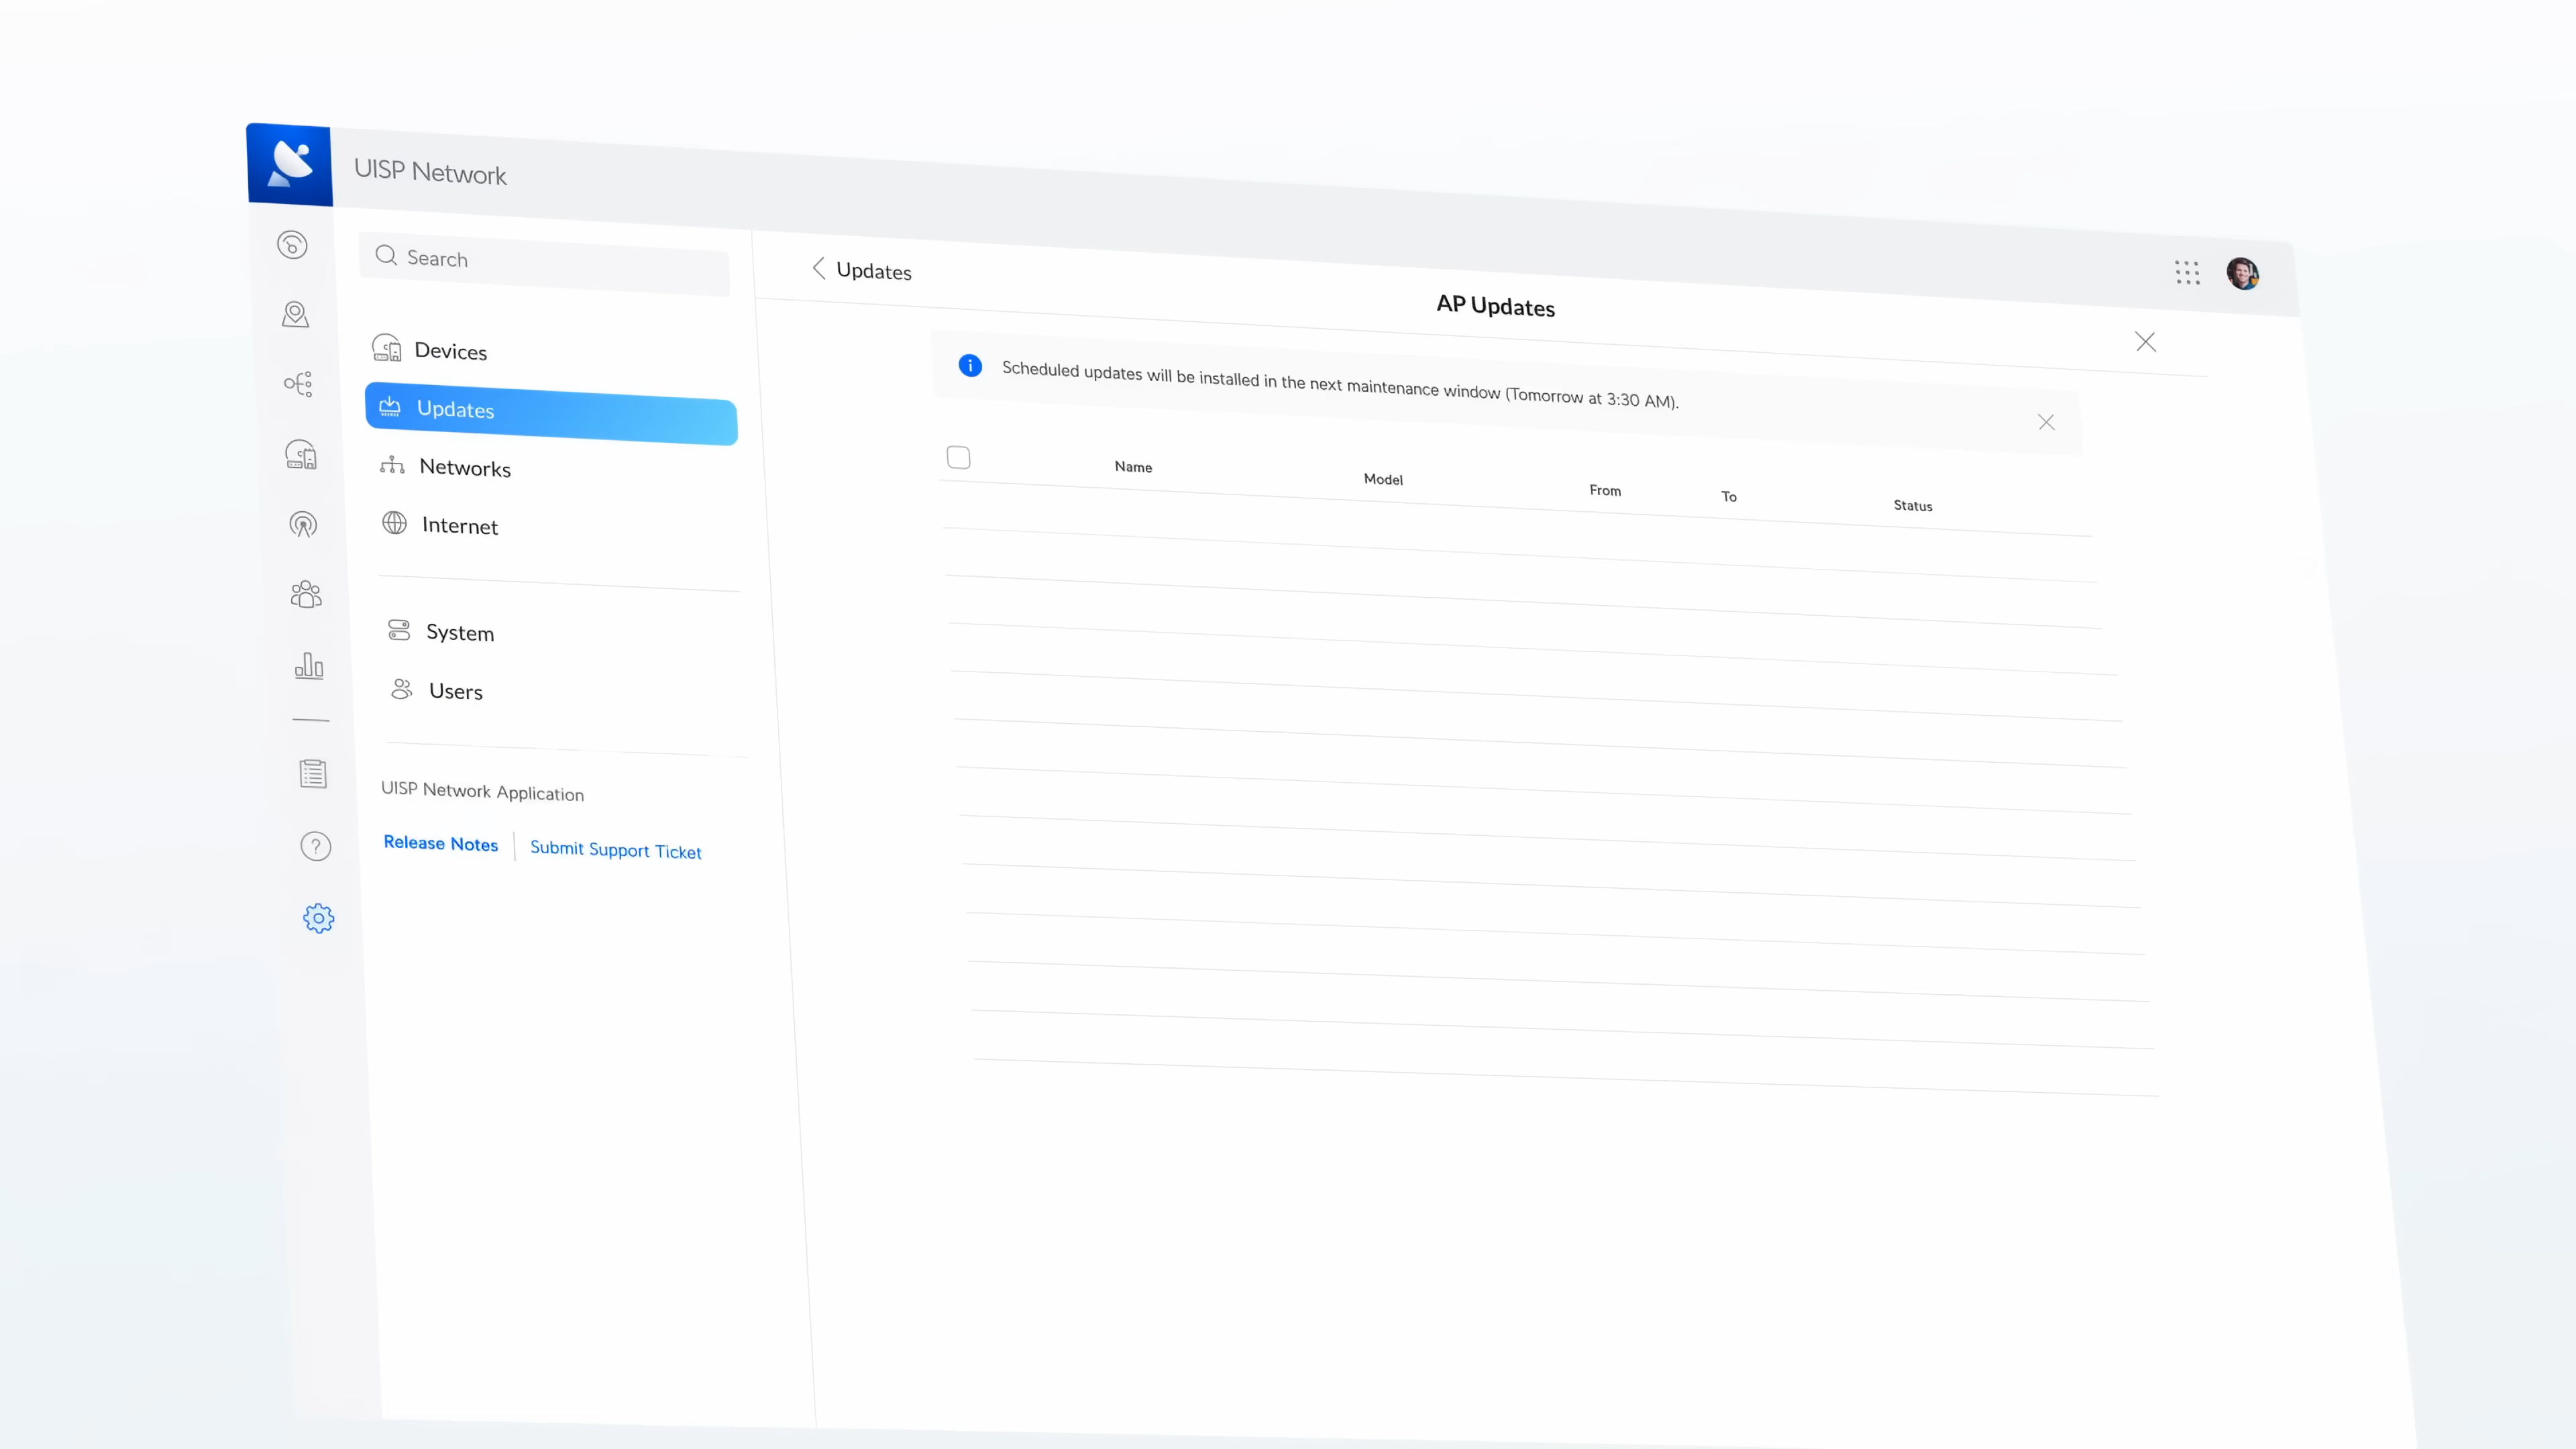 UISP Network
Search
Devices
Updates
Networks
Internet
System
Users
UISP Network Application
Release Notes
Submit Support Ticket
Updates
AP Updates
Scheduled updates will be installed in the next maintenance window (Tomorrow at 3:30 AM).
Name Model From To Status